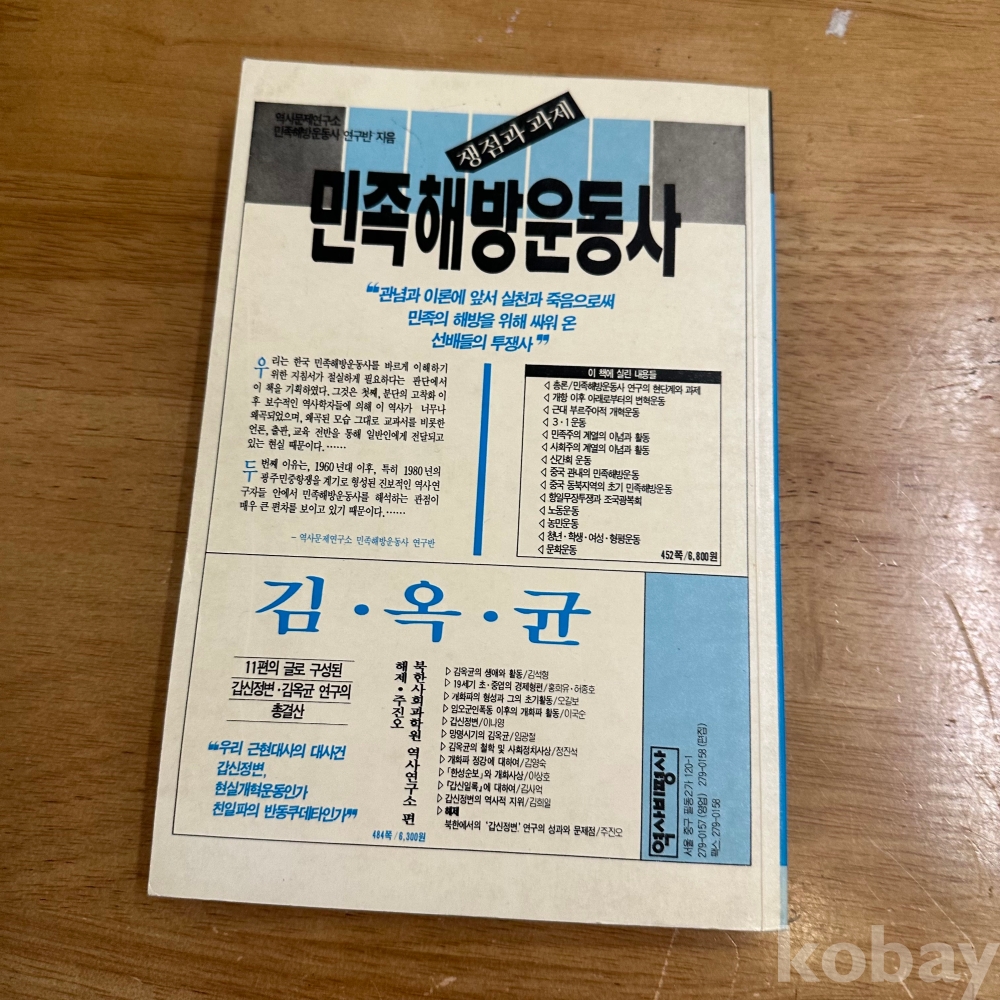 역사문제연구소
민족해방운동사 연구반 지음
쟁점과 과제
민족해방운동사
❝관념과 이론에 앞서 실천과 죽음으로써
민족의 해방을 위해 싸워 온
선배들의 투쟁사❞
우리는 한국 민족해방운동사를 바르게 이해하기
위한 지침서가 절실하게 필요하다는 판단에서
이 책을 기획하였다. 그것은 첫째, 분단의 고착화 이
후 보수적인 역사학자들에 의해 이 역사가 너무나
왜곡되었으며, 왜곡된 모습 그대로 교과서를 비롯한
언론, 출판, 교육 전반을 통해 일반인에게 전달되고
있는 현실 때문이다. ……
두번째 이유는, 1960년대 이후, 특히 1980년의
광주민중항쟁을 계기로 형성된 진보적인 역사연
구자들 안에서 민족해방운동사를 해석하는 관점이
매우 큰 편차를 보이고 있기 때문이다. ……
- 역사문제연구소 민족해방운동사 연구반
이 책에 실린 내용들
◁ 총론/민족해방운동사 연구의 현단계와 과제
◁ 개항 이후 아래로부터의 변혁운동
◁ 근대 부르주아적 개혁운동
◁ 3·1운동
◁ 민족주의 계열의 이념과 활동
◁ 사회주의 계열의 이념과 활동
◁ 신간회 운동
◁ 중국 관내의 민족해방운동
◁ 중국 동북지역의 초기 민족해방운동
◁ 항일무장투쟁과 조국광복회
◁ 노동운동
◁ 농민운동
◁ 청년·학생·여성·형평운동
◁ 문화운동
452쪽/6,800원
김·옥·균
11편의 글로 구성된
갑신정변·김옥균 연구의
총결산
❝우리 근현대사의 대사건
갑신정변,
현실개혁운동인가
친일파의 반동쿠데타인가❞
484쪽/6,300원
북한사회과학원 역사연구소 편
해제·주진오
▷ 김옥균의 생애와 활동/김석형
▷ 19세기 초·중엽의 경제형편/홍희유·허종호
▷ 개화파의 형성과 그의 초기활동/오길보
▷ 임오군민폭동 이후의 개화파 활동/이국순
▷ 갑신정변/이나영
▷ 망명시기의 김옥균/임광철
▷ 김옥균의 철학 및 사회정치사상/정진석
▷ 개화파 정강에 대하여/김영숙
▷ 「한성순보」와 개화사상/이상호
▷ 『갑신일록』에 대하여/김사억
▷ 갑신정변의 역사적 지위/김희일
▷ 해제
북한에서의 '갑신정변' 연구의 성과와 문제점/주진오
역사비평사
서울 중구 필동2가 120-1
279-0157(영업) 279-0158(편집)
팩스 279-0158
kobay